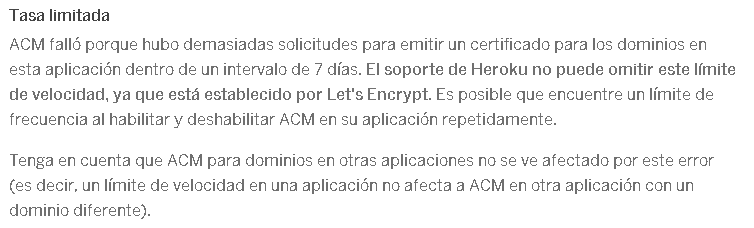 Tasa limitada
ACM falló porque hubo demasiadas solicitudes para emitir un certificado para los dominios en
esta aplicación dentro de un intervalo de 7 días. El soporte de Heroku no puede omitir este límite
de velocidad, ya que está establecido por Let's Encrypt. Es posible que encuentre un límite de
frecuencia al habilitar y deshabilitar ACM en su aplicación repetidamente.
Tenga en cuenta que ACM para dominios en otras aplicaciones no se ve afectado por este error
(es decir, un límite de velocidad en una aplicación no afecta a ACM en otra aplicación con un
dominio diferente).